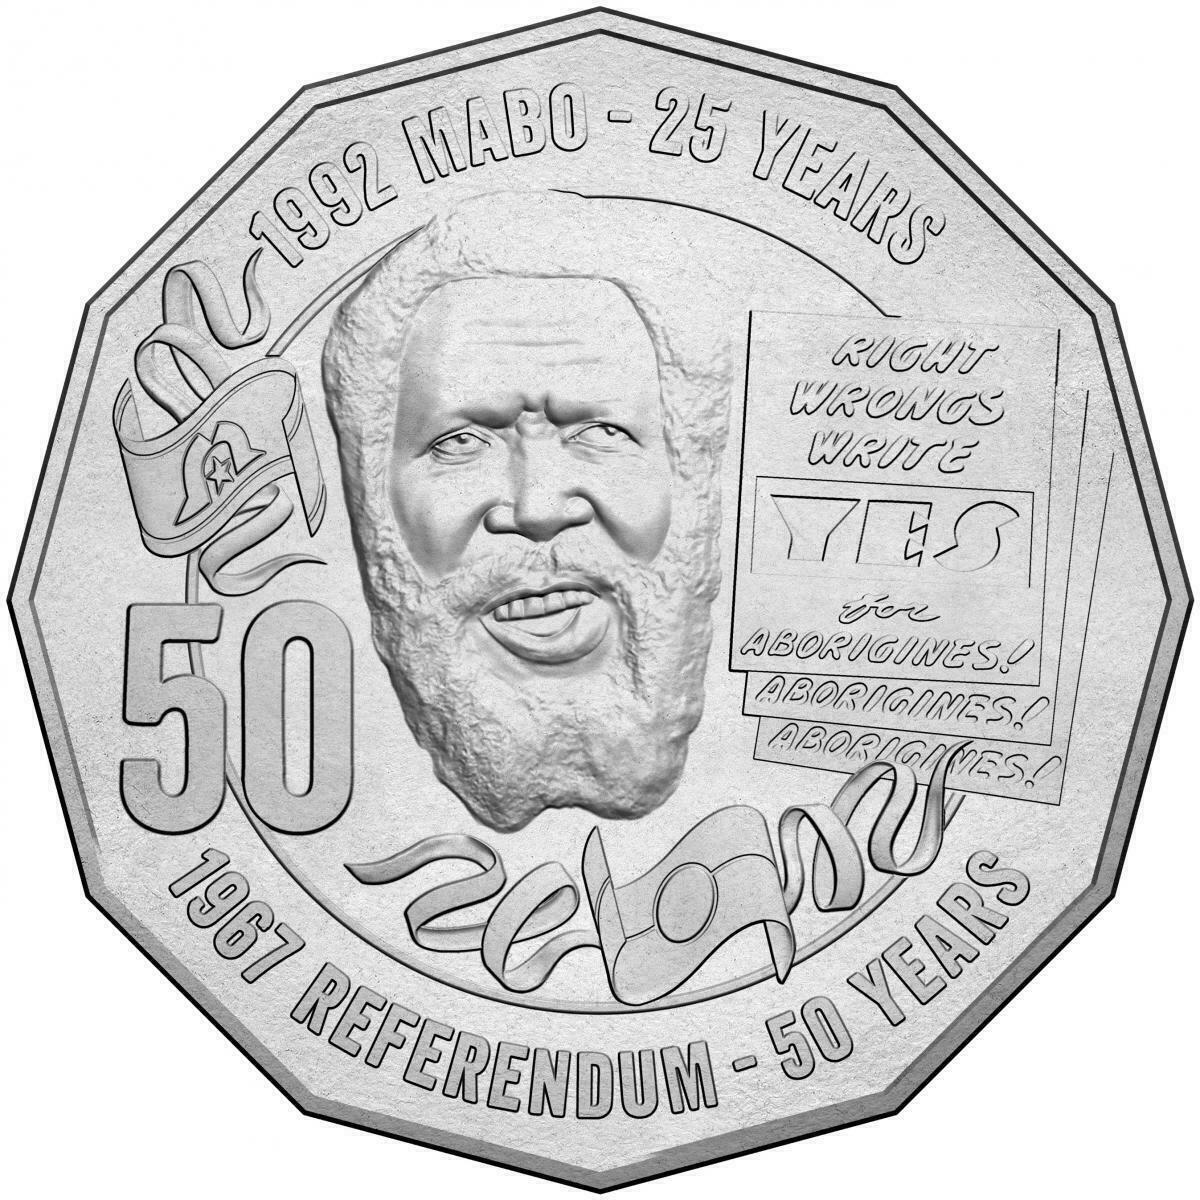 1992 MABO - 25 YEARS
RIGHT
WRONGS
WRITE
YES
for
ABORIGINES!
ABORIGINES!
ABORIGINES!
50
1967 REFERENDUM - 50 YEARS